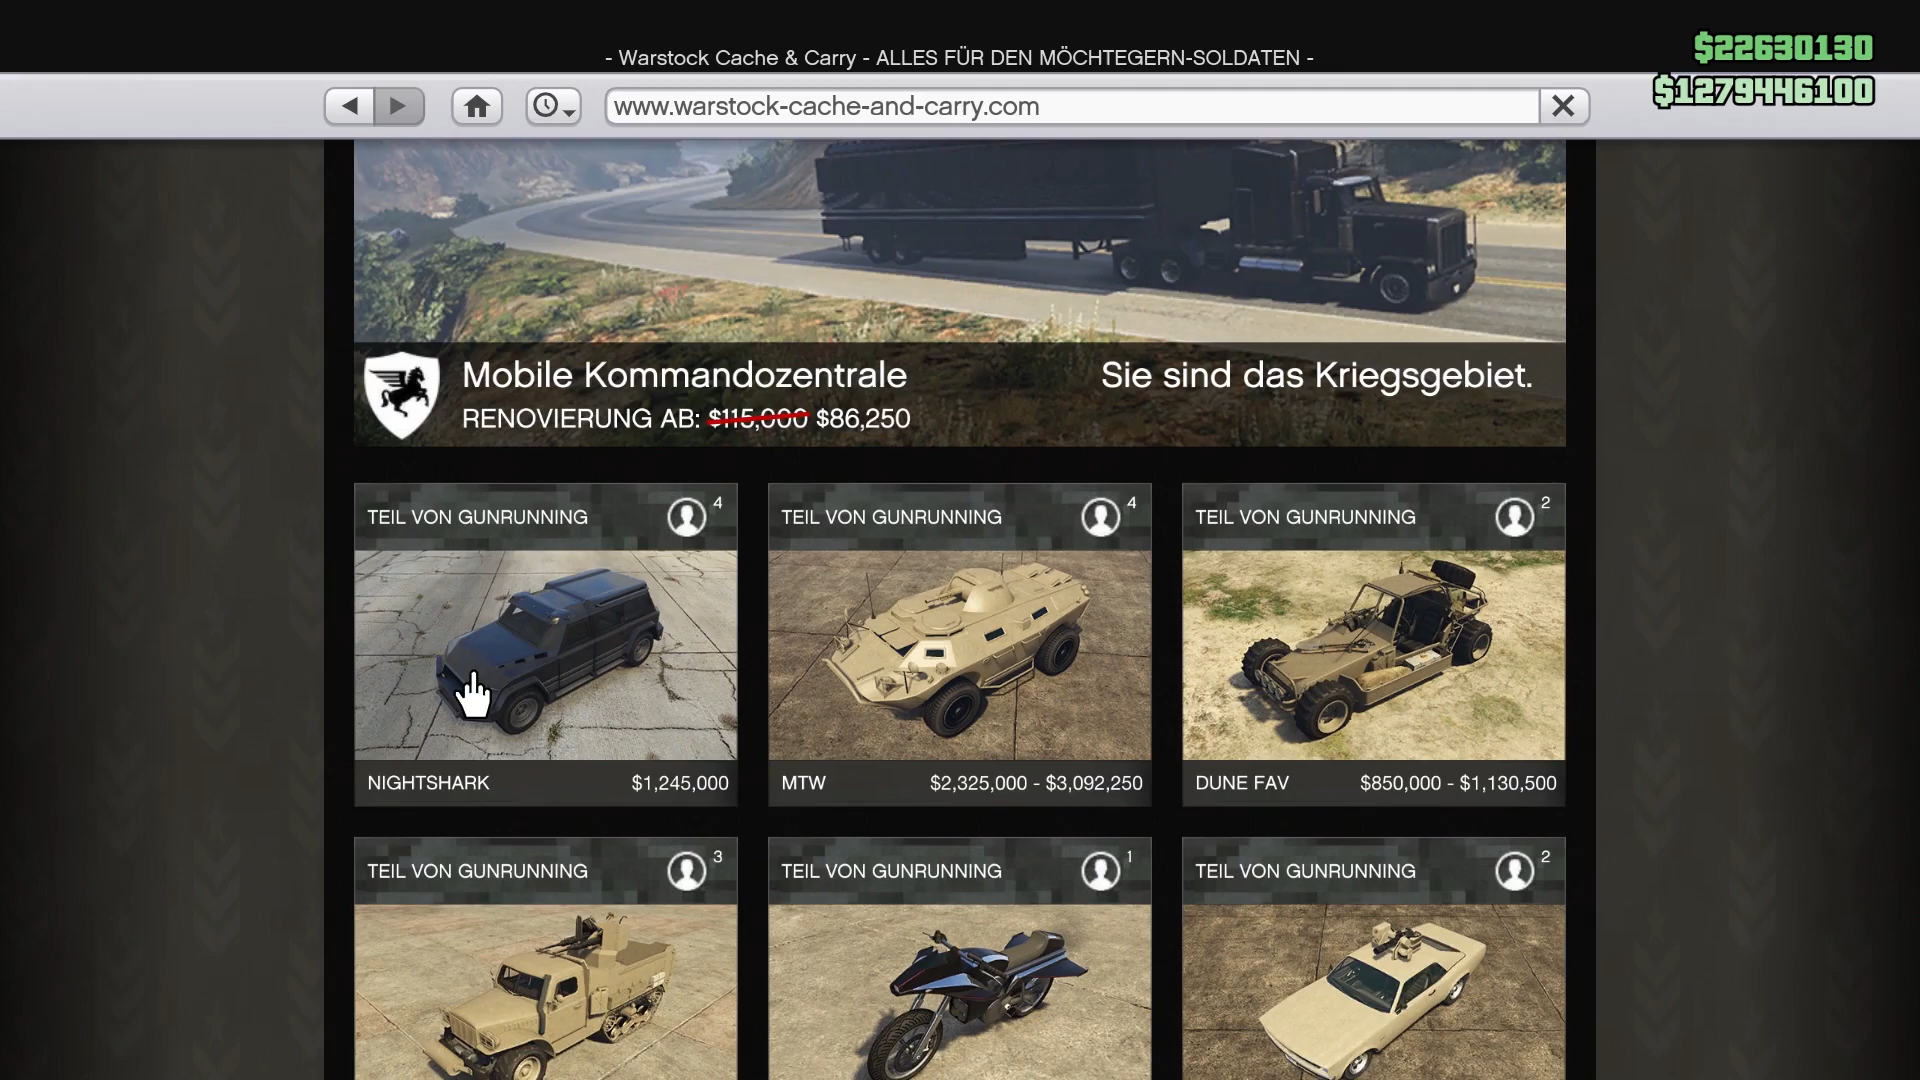 - Warstock Cache & Carry - ALLES FÜR DEN MÖCHTEGERN-SOLDATEN -
$22630130
$1279446100
www.warstock-cache-and-carry.com
Mobile Kommandozentrale
Sie sind das Kriegsgebiet.
RENOVIERUNG AB: $115,000 $86,250
TEIL VON GUNRUNNING 4
TEIL VON GUNRUNNING 4
TEIL VON GUNRUNNING 2
NIGHTSHARK $1,245,000
MTW $2,325,000 - $3,092,250
DUNE FAV $850,000 - $1,130,500
TEIL VON GUNRUNNING 3
TEIL VON GUNRUNNING 1
TEIL VON GUNRUNNING 2